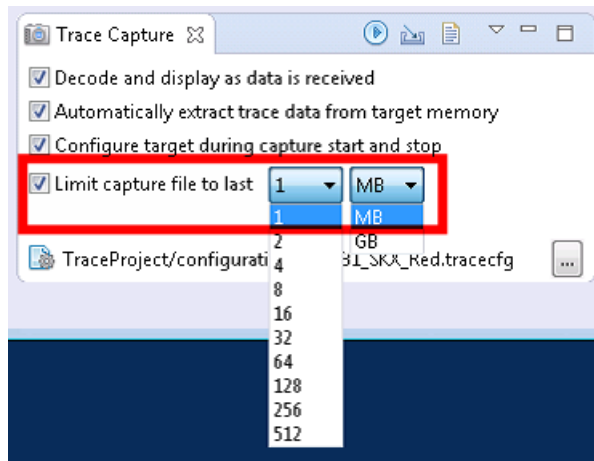 Trace Capture
Decode and display as data is received
Automatically extract trace data from target memory
Configure target during capture start and stop
Limit capture file to last 1 MB
1 MB
2 GB
TraceProject/configurati 31_SKX_Red.tracecfg ...
4
8
16
32
64
128
256
512